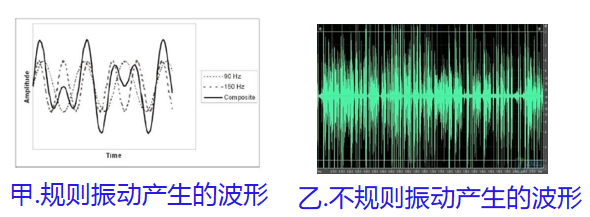 Amplitude
90 Hz
150 Hz
Composite
Time
甲.规则振动产生的波形
乙.不规则振动产生的波形